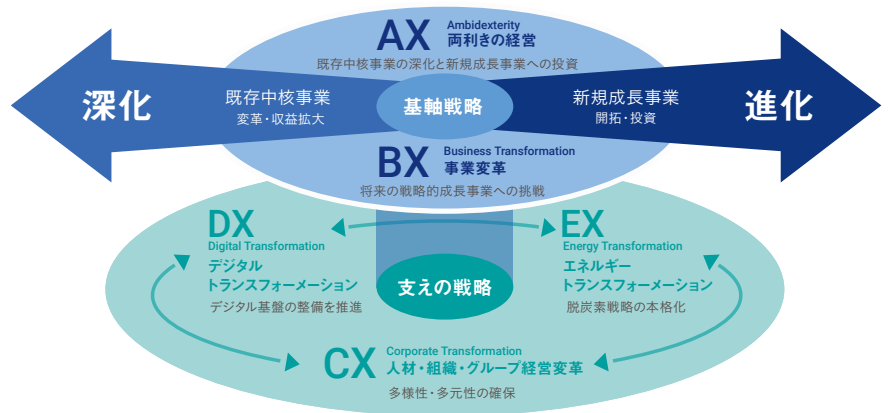 AX
Ambidexterity
両利きの経営
既存中核事業の深化と新規成長事業への投資
深化
既存中核事業
変革・収益拡大
基軸戦略
新規成長事業
開拓・投資
進化
BX
Business Transformation
事業変革
将来の戦略的成長事業への挑戦
DX
Digital Transformation
デジタル
トランスフォーメーション
デジタル基盤の整備を推進
EX
Energy Transformation
エネルギー
トランスフォーメーション
脱炭素戦略の本格化
支えの戦略
CX
Corporate Transformation
人材・組織・グループ経営変革
多様性・多元性の確保